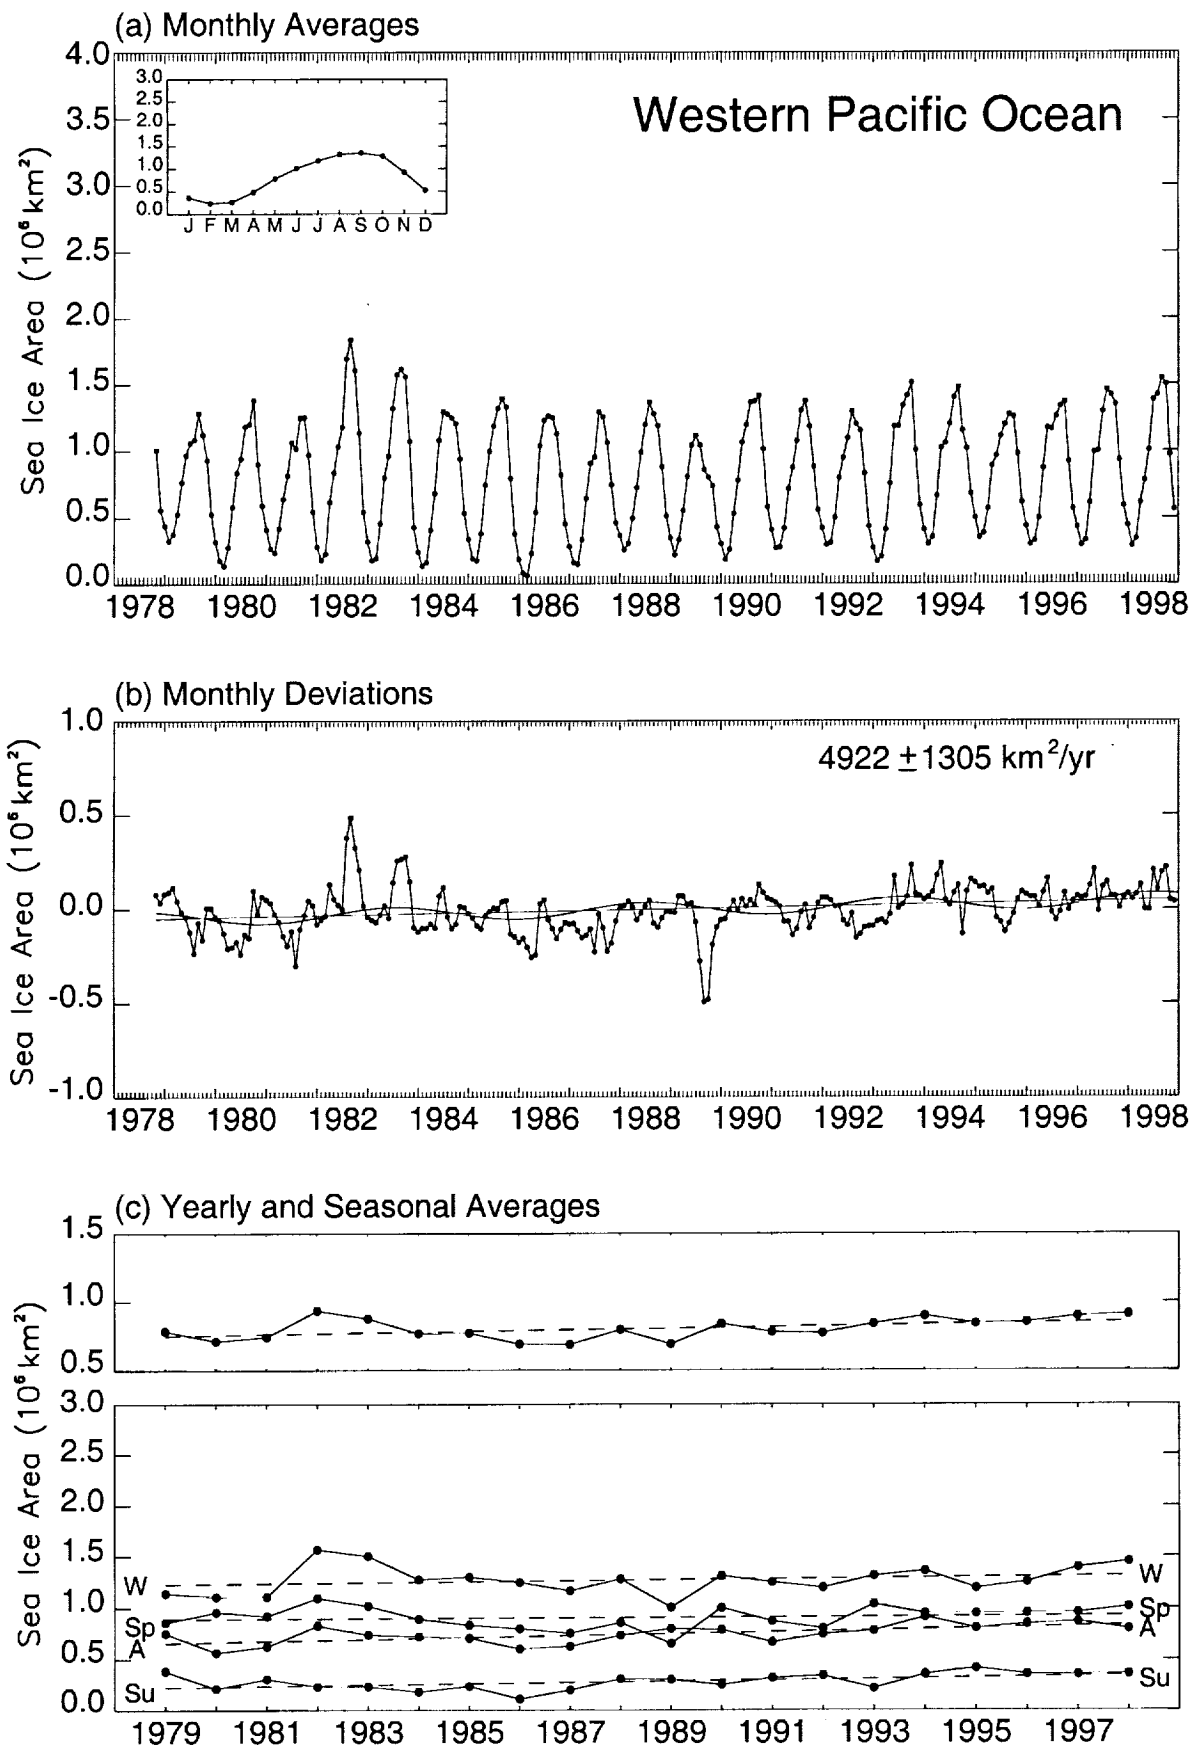 (a) Monthly Averages
4.0
3.5
3.0
2.5
2.0
1.5
1.0
0.5
0.0
Sea Ice Area (10⁶ km²)
3.0
2.5
2.0
1.5
1.0
0.5
0.0
J F M A M J J A S O N D
Western Pacific Ocean
1978 1980 1982 1984 1986 1988 1990 1992 1994 1996 1998
(b) Monthly Deviations
1.0
0.5
0.0
-0.5
-1.0
Sea Ice Area (10⁶ km²)
4922 ±1305 km²/yr
1978 1980 1982 1984 1986 1988 1990 1992 1994 1996 1998
(c) Yearly and Seasonal Averages
1.5
1.0
0.5
Sea Ice Area (10⁶ km²)
3.0
2.5
2.0
1.5
1.0
0.5
0.0
W
Sp
A
Su
W
Sp
A
Su
1979 1981 1983 1985 1987 1989 1991 1993 1995 1997